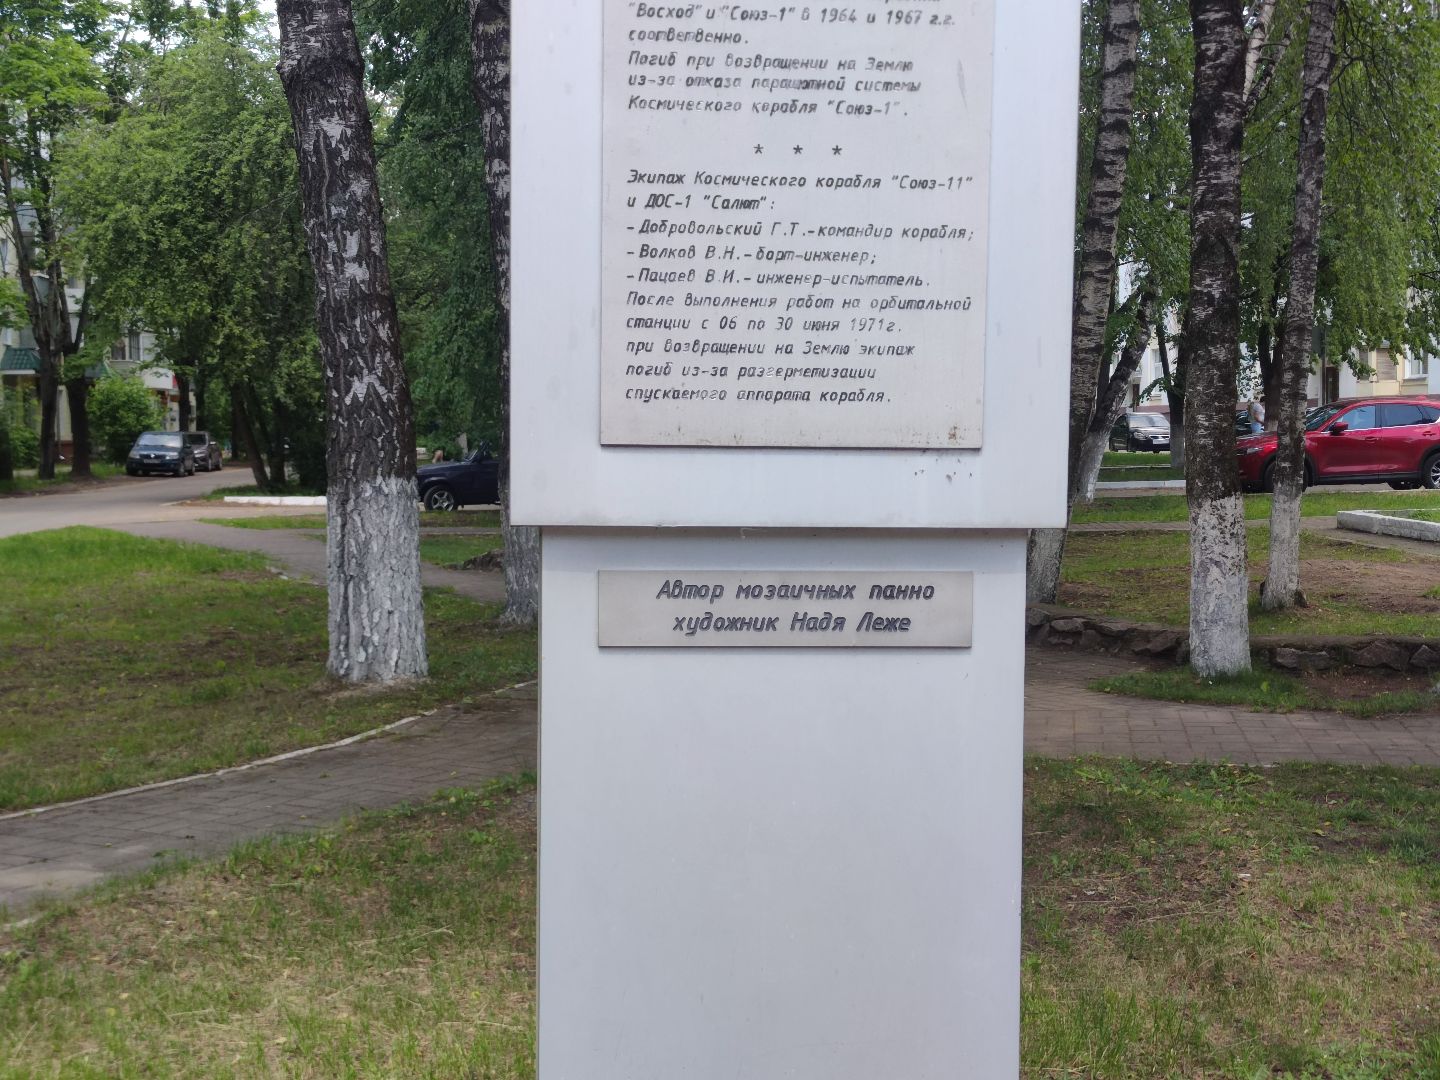 "Восход" и "Союз-1" в 1964 и 1967 г.г.
соответвенно.
Погиб при возвращении на Землю
из-за отказа парашютной системы
Космического корабля "Союз-1".
* * *
Экипаж Космического корабля "Союз-11"
и ДОС-1 "Салют":
- Добровольский Г.Т.-командир корабля;
- Волков В.Н.-борт-инженер;
- Пацаев В.И.-инженер-испытатель.
После выполнения работ на орбитальной
станции с 06 по 30 июня 1971г.
при возвращении на Землю экипаж
погиб из-за разгерметизации
спускаемого аппарата корабля.
Автор мозаичных панно
художник Надя Леже